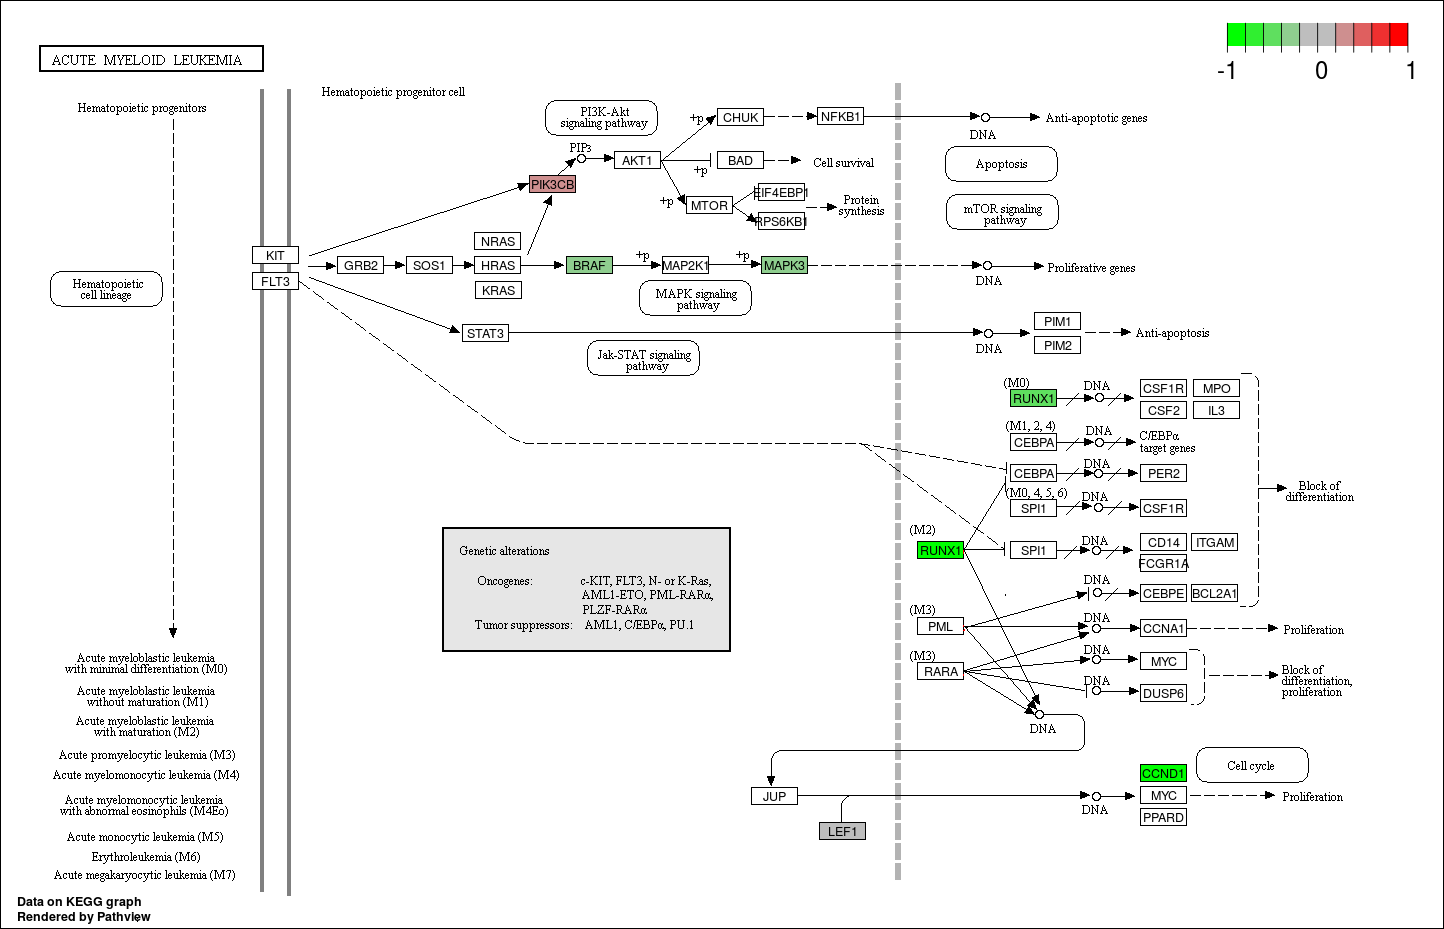 ACUTE MYELOID LEUKEMIA
-1
0
1
Hematopoietic progenitors
Hematopoietic progenitor cell
PI3K-Akt
signaling pathway
PIP3
AKT1
PIK3CB
+p
CHUK
NFKB1
DNA
Anti-apoptotic genes
BAD
+p
Cell survival
Apoptosis
+p
MTOR
EIF4EBP1
RPS6KB1
Protein
synthesis
mTOR signaling
pathway
KIT
FLT3
GRB2
SOS1
NRAS
HRAS
KRAS
BRAF
+p
MAP2K1
+p
MAPK3
DNA
Proliferative genes
MAPK signaling
pathway
Hematopoietic
cell lineage
STAT3
Jak-STAT signaling
pathway
DNA
PIM1
PIM2
Anti-apoptosis
(M0)
RUNX1
DNA
CSF1R
MPO
CSF2
IL3
(M1, 2, 4)
CEBPA
DNA
C/EBPα
target genes
CEBPA
DNA
PER2
(M0, 4, 5, 6)
SPI1
DNA
CSF1R
Block of
differentiation
(M2)
RUNX1
SPI1
DNA
CD14
ITGAM
FCGR1A
DNA
CEBPE
BCL2A1
(M3)
PML
DNA
CCNA1
Proliferation
(M3)
RARA
DNA
MYC
DNA
DUSP6
Block of
differentiation,
proliferation
DNA
Genetic alterations
Oncogenes:
c-KIT, FLT3, N- or K-Ras,
AML1-ETO, PML-RARα,
PLZF-RARα
Tumor suppressors:
AML1, C/EBPα, PU.1
JUP
LEF1
DNA
CCND1
MYC
PPARD
Cell cycle
Proliferation
Acute myeloblastic leukemia
with minimal differentiation (M0)
Acute myeloblastic leukemia
without maturation (M1)
Acute myeloblastic leukemia
with maturation (M2)
Acute promyelocytic leukemia (M3)
Acute myelomonocytic leukemia (M4)
Acute myelomonocytic leukemia
with abnormal eosinophils (M4Eo)
Acute monocytic leukemia (M5)
Erythroleukemia (M6)
Acute megakaryocytic leukemia (M7)
Data on KEGG graph
Rendered by Pathview